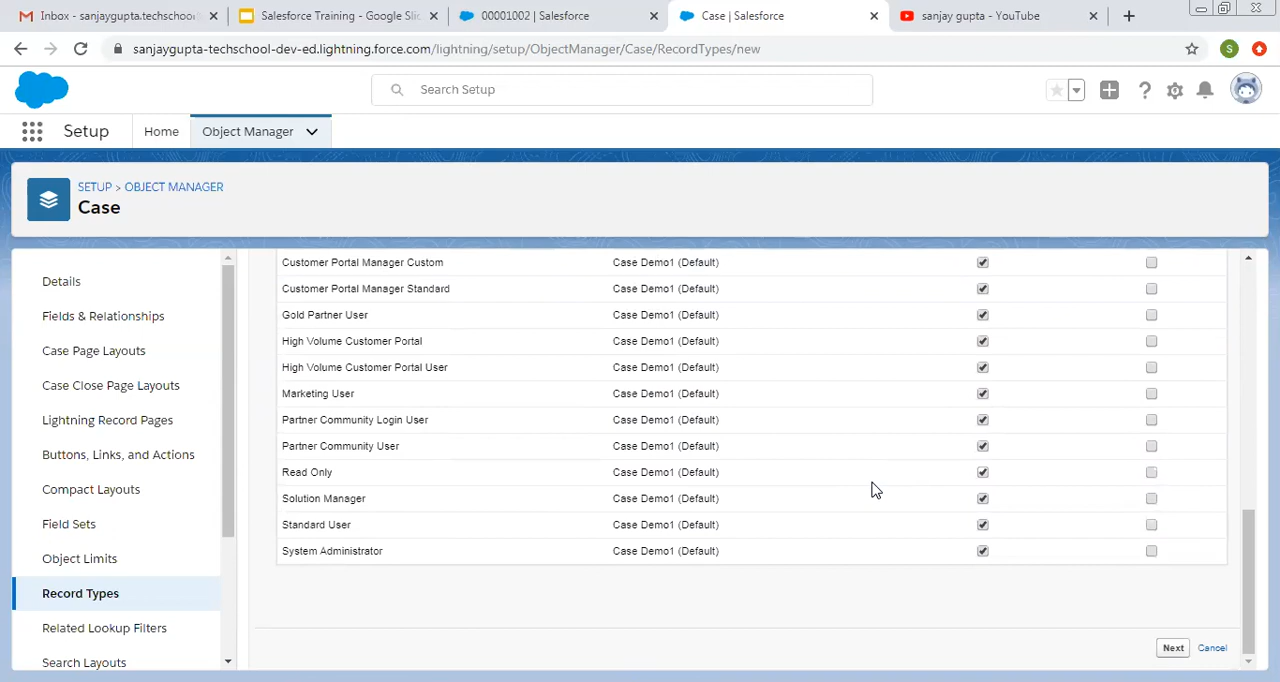 Inbox - sanjaygupta.techschool
Salesforce Training - Google Slid
00001002 | Salesforce
Case | Salesforce
sanjay gupta - YouTube
sanjaygupta-techschool-dev-ed.lightning.force.com/lightning/setup/ObjectManager/Case/RecordTypes/new
S
Search Setup
Setup
Home
Object Manager
SETUP > OBJECT MANAGER
Case
Details
Fields & Relationships
Case Page Layouts
Case Close Page Layouts
Lightning Record Pages
Buttons, Links, and Actions
Compact Layouts
Field Sets
Object Limits
Record Types
Related Lookup Filters
Search Layouts
Customer Portal Manager Custom Case Demo1 (Default)
Customer Portal Manager Standard Case Demo1 (Default)
Gold Partner User Case Demo1 (Default)
High Volume Customer Portal Case Demo1 (Default)
High Volume Customer Portal User Case Demo1 (Default)
Marketing User Case Demo1 (Default)
Partner Community Login User Case Demo1 (Default)
Partner Community User Case Demo1 (Default)
Read Only Case Demo1 (Default)
Solution Manager Case Demo1 (Default)
Standard User Case Demo1 (Default)
System Administrator Case Demo1 (Default)
Next Cancel